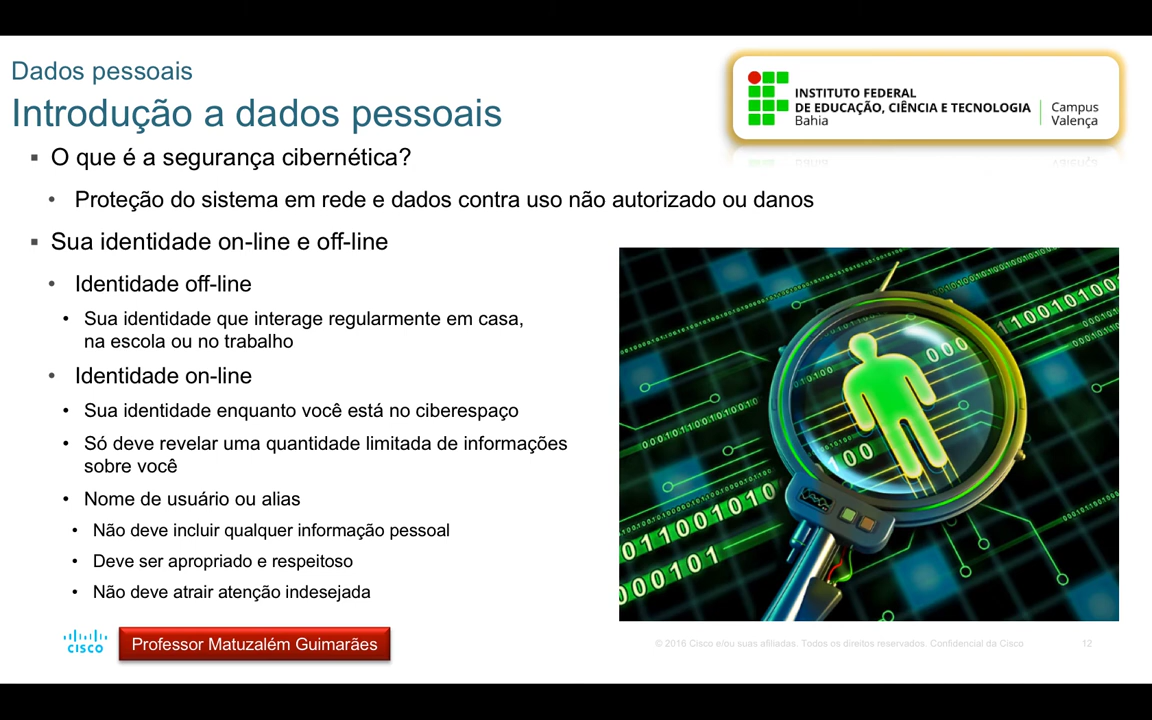 Dados pessoais
Introdução a dados pessoais
INSTITUTO FEDERAL
DE EDUCAÇÃO, CIÊNCIA E TECNOLOGIA
Bahia
Campus
Valença
▪ O que é a segurança cibernética?
• Proteção do sistema em rede e dados contra uso não autorizado ou danos
▪ Sua identidade on-line e off-line
• Identidade off-line
• Sua identidade que interage regularmente em casa,
na escola ou no trabalho
• Identidade on-line
• Sua identidade enquanto você está no ciberespaço
• Só deve revelar uma quantidade limitada de informações
sobre você
• Nome de usuário ou alias
• Não deve incluir qualquer informação pessoal
• Deve ser apropriado e respeitoso
• Não deve atrair atenção indesejada
1100101
000
100
011001010
000101
CISCO
Professor Matuzalém Guimarães
© 2016 Cisco e/ou suas afiliadas. Todos os direitos reservados. Confidencial da Cisco
12